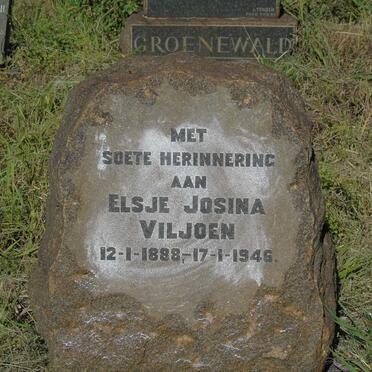 GROENEWALD
MET
SOETE HERINNERING
AAN
ELSJE JOSINA
VILJOEN
12-1-1888,-17-1-1946.